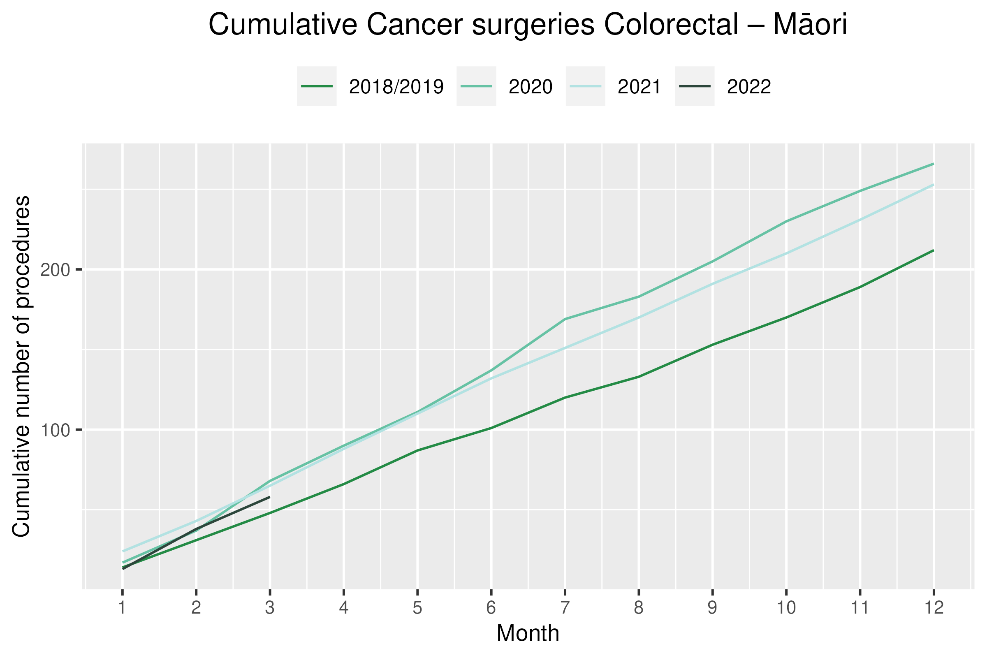 Cumulative Cancer surgeries Colorectal – Māori
2018/2019 2020 2021 2022
Cumulative number of procedures
200
100
1 2 3 4 5 6 7 8 9 10 11 12
Month